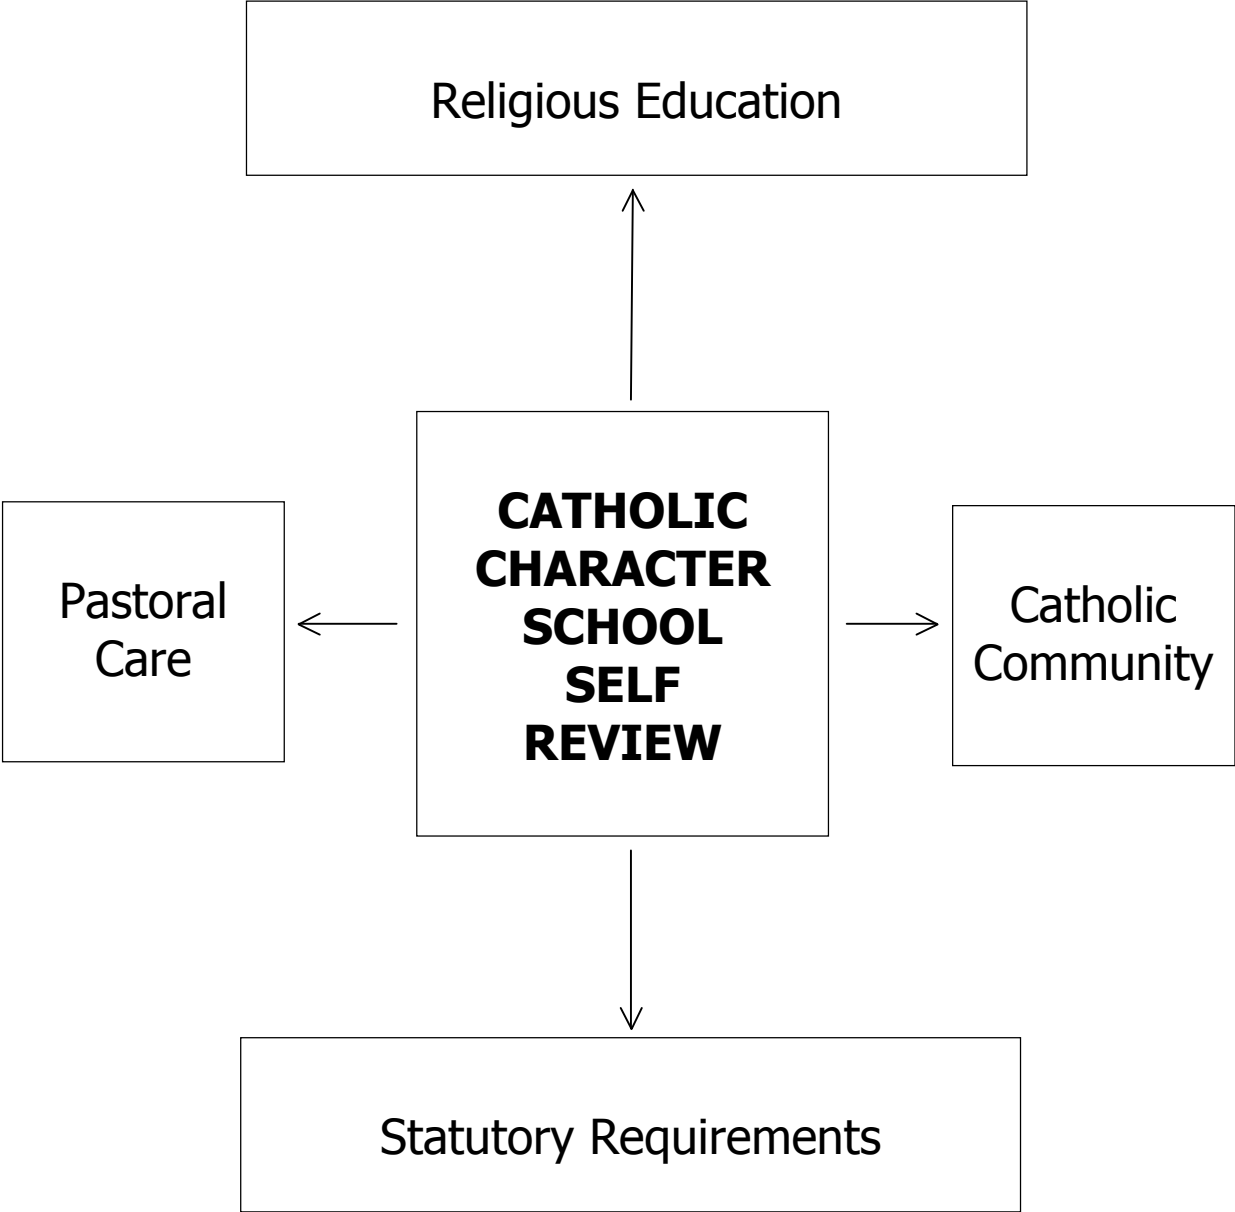 Religious Education
CATHOLIC
CHARACTER
SCHOOL
SELF
REVIEW
Pastoral
Care
Catholic
Community
Statutory Requirements